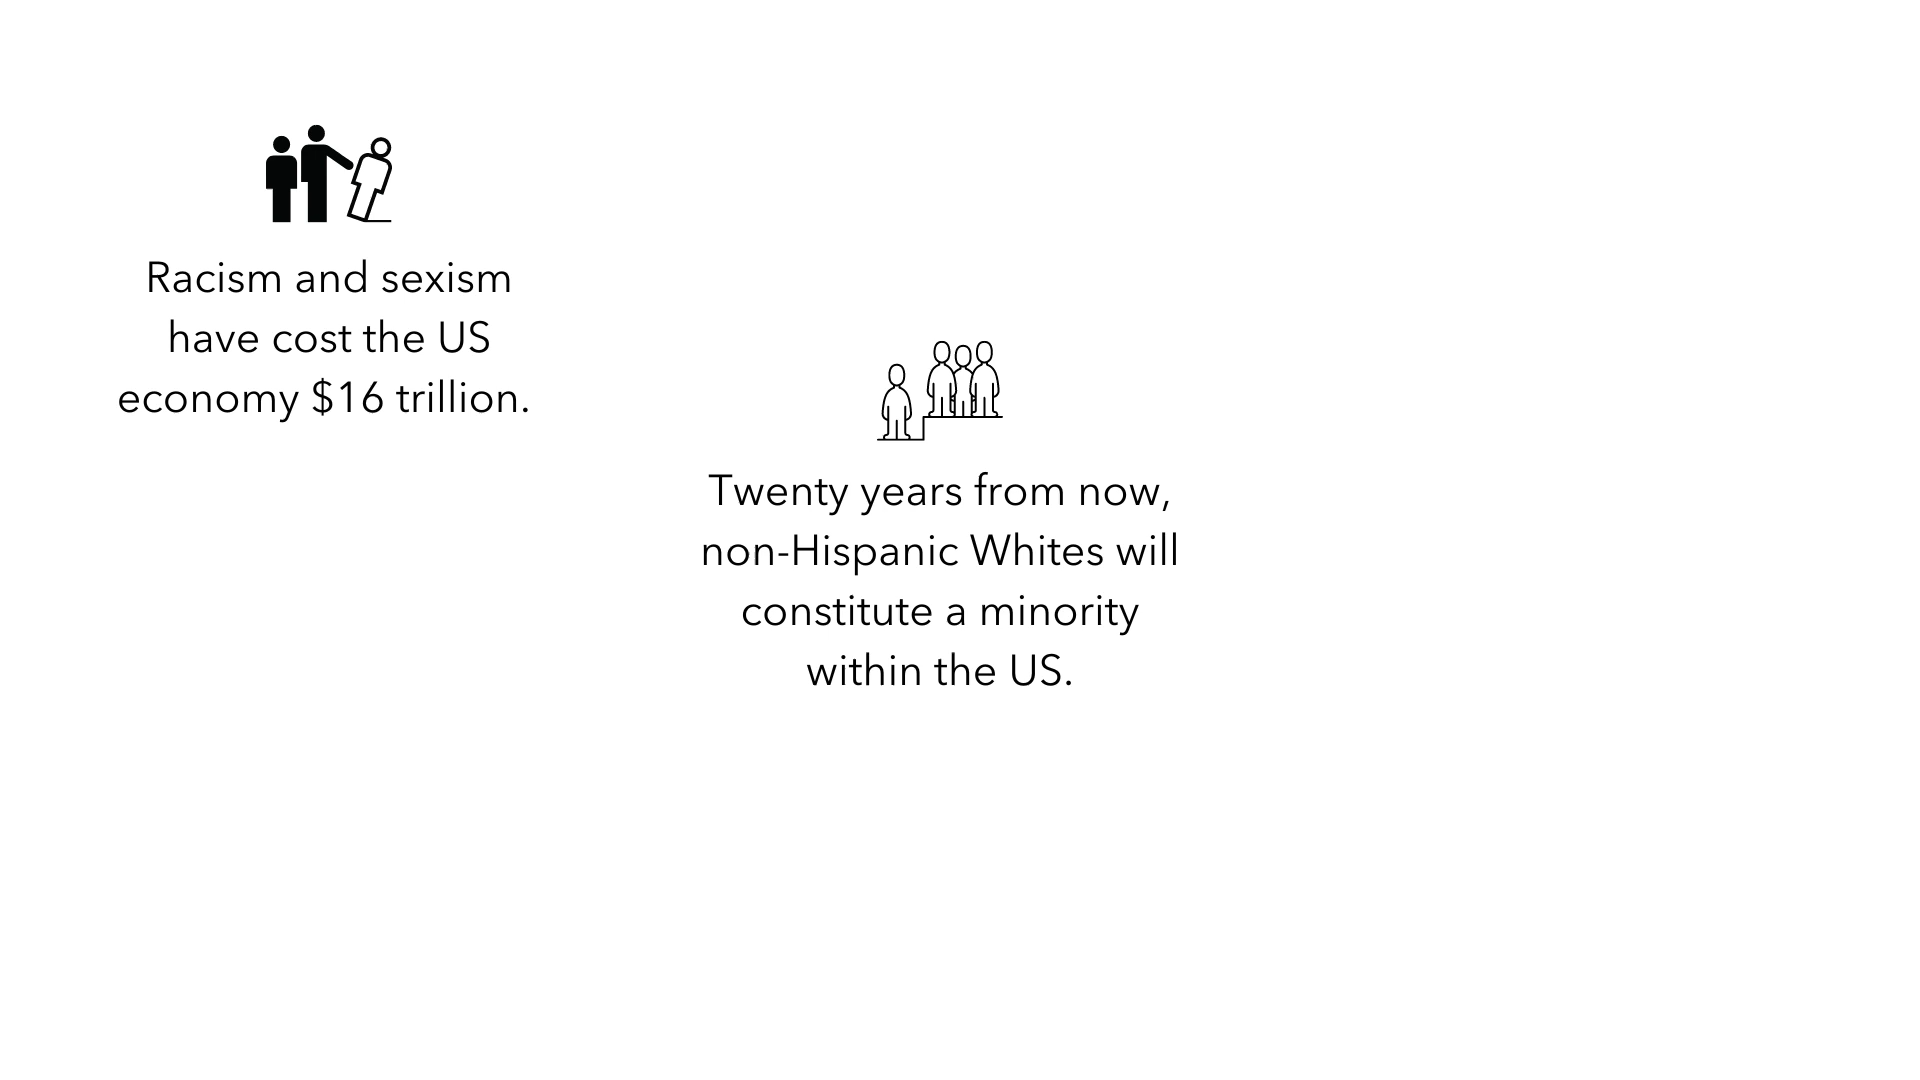 Racism and sexism
have cost the US
economy $16 trillion.
Twenty years from now,
non-Hispanic Whites will
constitute a minority
within the US.